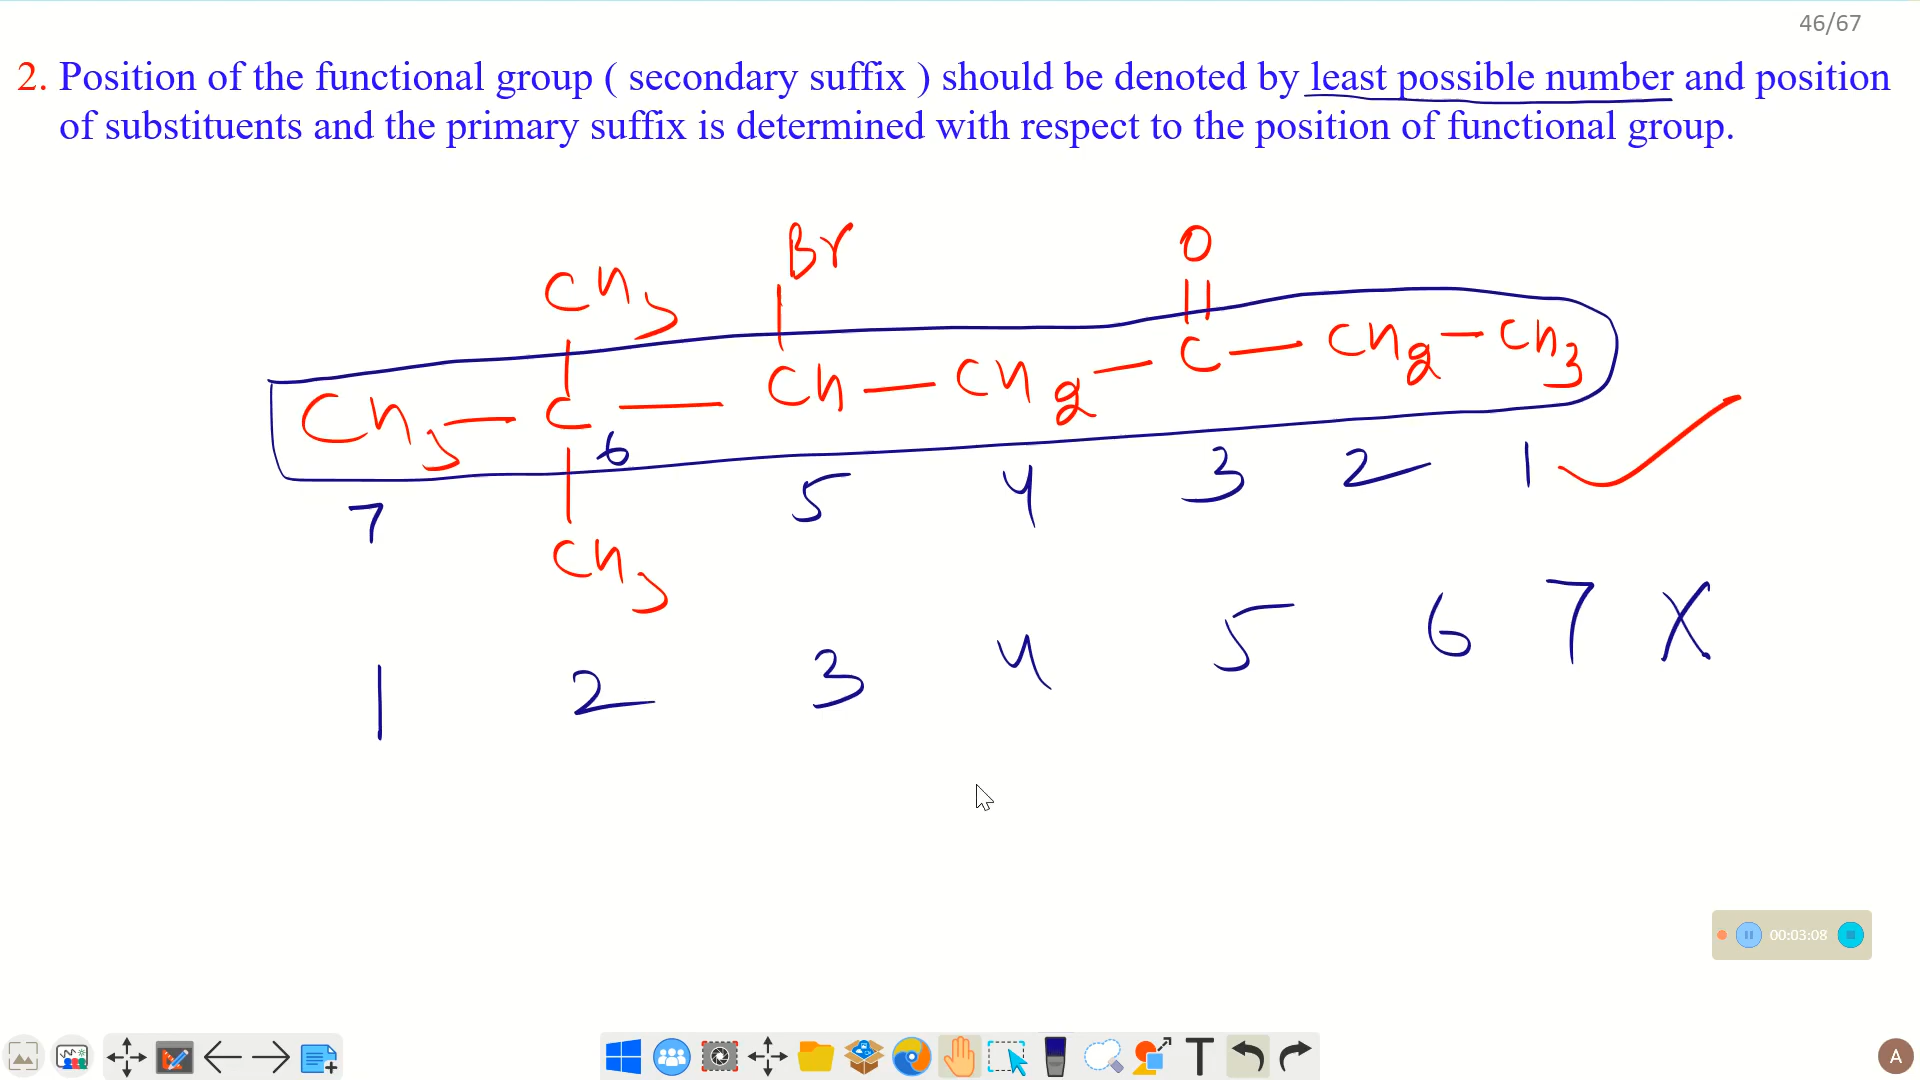 46/67
2. Position of the functional group ( secondary suffix ) should be denoted by least possible number and position
of substituents and the primary suffix is determined with respect to the position of functional group.
Br
O
CH3
CH3 — C — CH — CH2 — C — CH2 — CH3
6
7 5 4 3 2 1
CH3
1 2 3 4 5 6 7 X
00:03:08
T
A